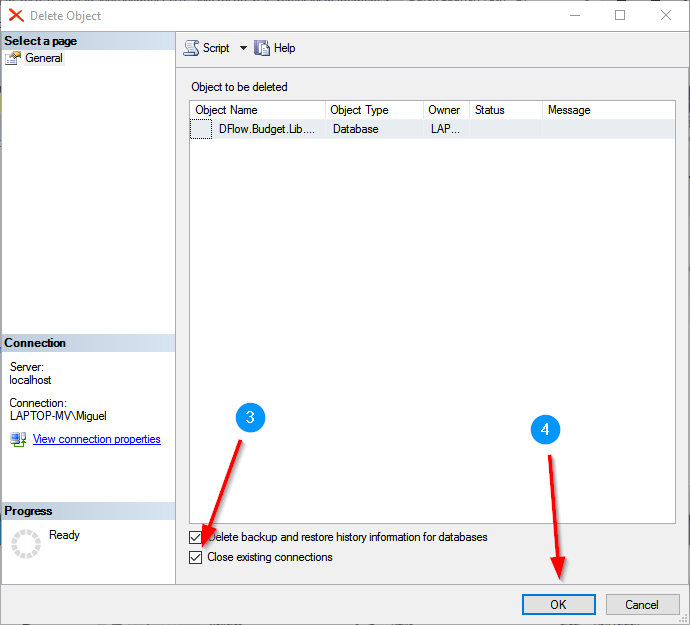 Delete Object
Select a page
General
Script
Help
Object to be deleted
Object Name Object Type Owner Status Message
DFlow.Budget.Lib.... Database LAP...
Connection
Server:
localhost
Connection:
LAPTOP-MV\Miguel
View connection properties
3
4
Progress
Ready
Delete backup and restore history information for databases
Close existing connections
OK
Cancel